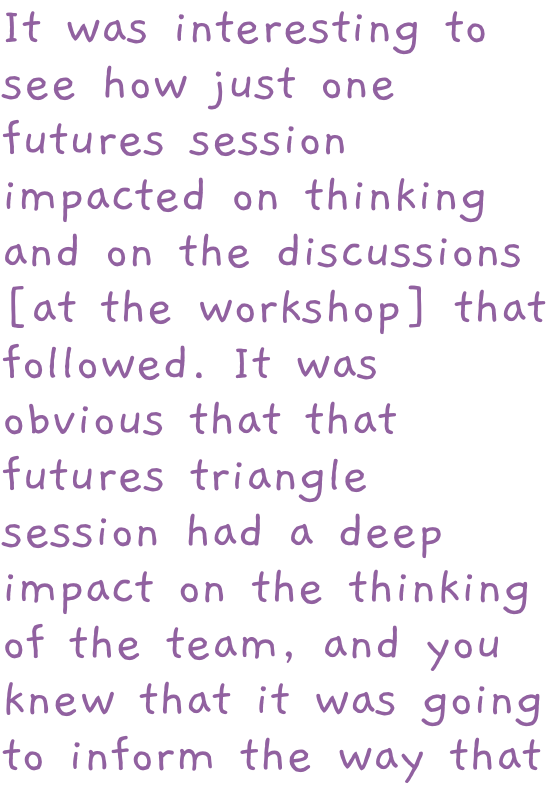 It was interesting to
see how just one
futures session
impacted on thinking
and on the discussions
[at the workshop] that
followed. It was
obvious that that
futures triangle
session had a deep
impact on the thinking
of the team, and you
knew that it was going
to inform the way that